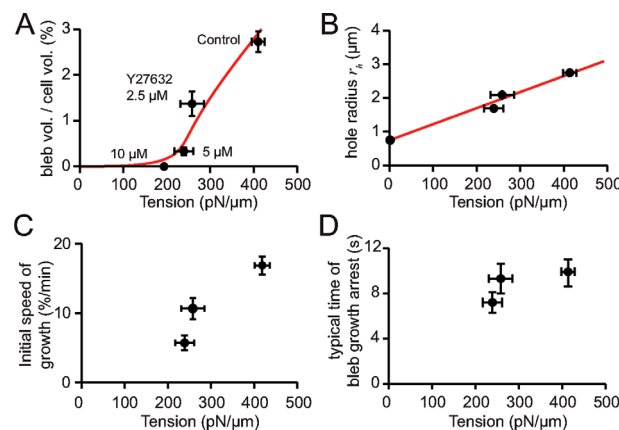 A
bleb vol. / cell vol. (%)
3
2
1
0
Control
Y27632
2.5 µM
10 µM
5 µM
0 100 200 300 400 500
Tension (pN/µm)
B
hole radius rₕ (µm)
4
3
2
1
0
0 100 200 300 400 500
Tension (pN/µm)
C
Initial speed of
growth (%/min)
20
10
0
0 100 200 300 400 500
Tension (pN/µm)
D
typical time of
bleb growth arrest (s)
12
8
4
0
0 100 200 300 400 500
Tension (pN/µm)